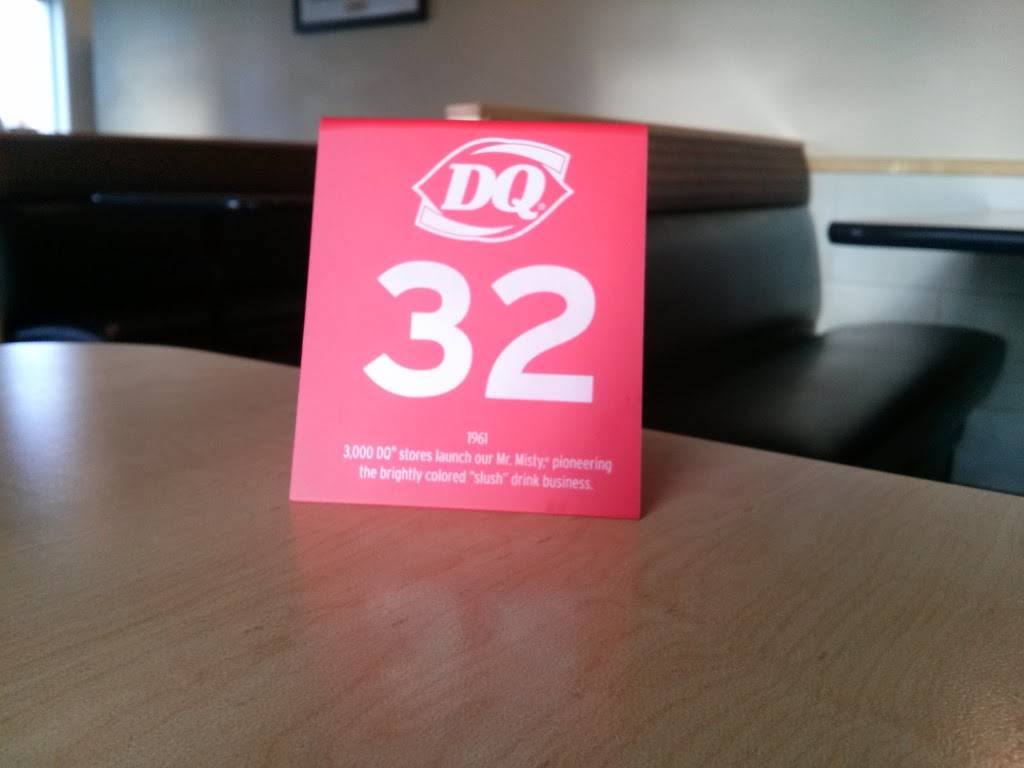 DQ®
32
1961
3,000 DQ® stores launch our Mr. Misty,® pioneering
the brightly colored "slush" drink business.